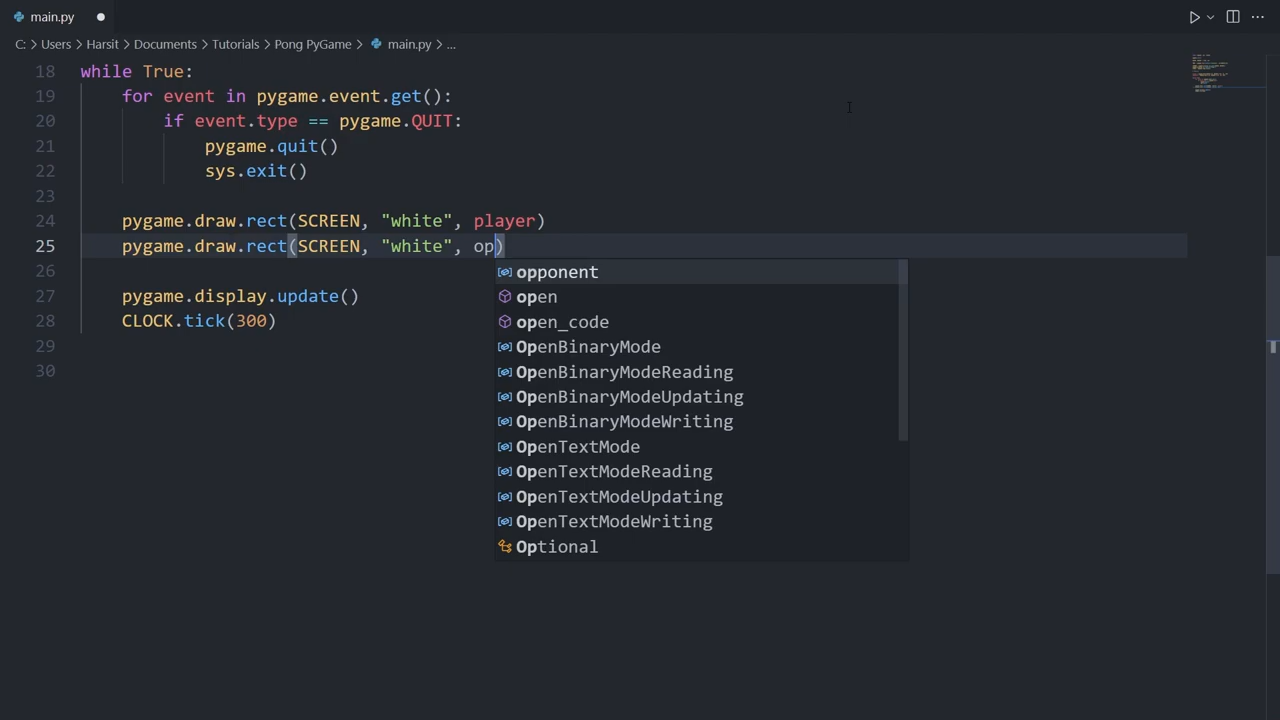 main.py
C: > Users > Harsit > Documents > Tutorials > Pong PyGame > main.py > ...
18 while True:
19 for event in pygame.event.get():
20 if event.type == pygame.QUIT:
21 pygame.quit()
22 sys.exit()
23
24 pygame.draw.rect(SCREEN, "white", player)
25 pygame.draw.rect(SCREEN, "white", op)
26 opponent
open
27 pygame.display.update()
28 CLOCK.tick(300)
open_code
29 OpenBinaryMode
30 OpenBinaryModeReading
OpenBinaryModeUpdating
OpenBinaryModeWriting
OpenTextMode
OpenTextModeReading
OpenTextModeUpdating
OpenTextModeWriting
Optional